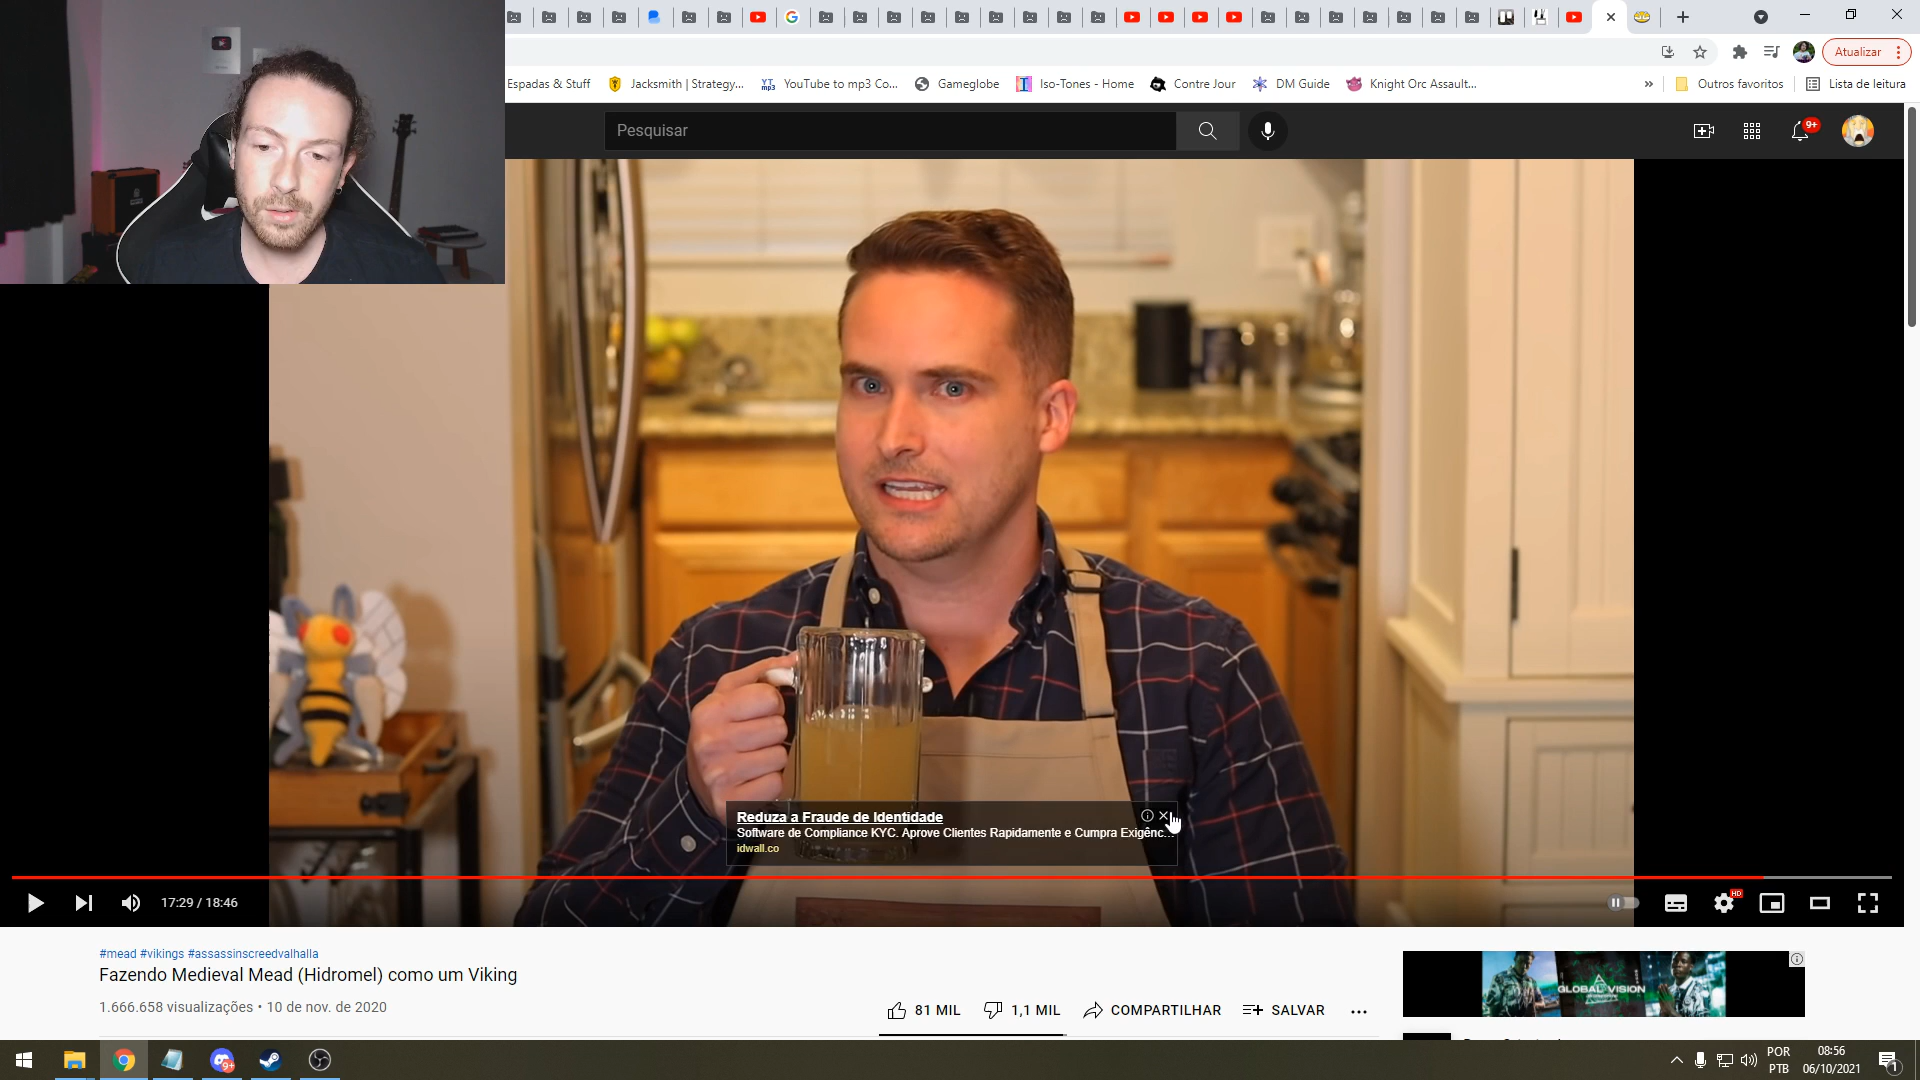 Atualizar
Espadas & Stuff
Jacksmith | Strategy...
YouTube to mp3 Co...
Gameglobe
Iso-Tones - Home
Contre Jour
DM Guide
Knight Orc Assault...
»
Outros favoritos
Lista de leitura
Pesquisar
9+
Reduza a Fraude de Identidade
Software de Compliance KYC. Aprove Clientes Rapidamente e Cumpra Exigênc...
idwall.co
17:29 / 18:46
HD
#mead #vikings #assassinscreedvalhalla
Fazendo Medieval Mead (Hidromel) como um Viking
1.666.658 visualizações • 10 de nov. de 2020
81 MIL
1,1 MIL
COMPARTILHAR
SALVAR
GLOBAL VISION
9+
POR
PTB
08:56
06/10/2021
1